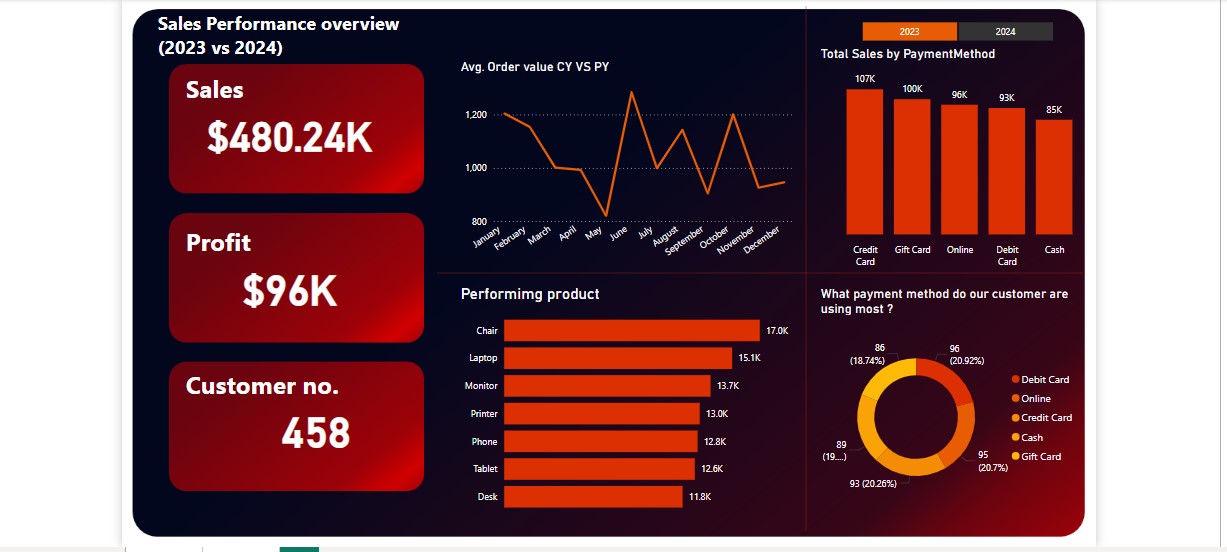 Sales Performance overview
(2023 vs 2024)
Sales
$480.24K
Profit
$96K
Customer no.
458
Avg. Order value CY VS PY
1,200
1,000
800
January
February
March
April
May
June
July
August
September
October
November
December
2023
2024
Total Sales by PaymentMethod
107K
100K
96K
93K
85K
Credit
Card
Gift Card
Online
Debit
Card
Cash
Performimg product
Chair
17.0K
Laptop
15.1K
Monitor
13.7K
Printer
13.0K
Phone
12.8K
Tablet
12.6K
Desk
11.8K
What payment method do our customer are
using most ?
86
(18.74%)
96
(20.92%)
89
(19....)
95
(20.7%)
93 (20.26%)
Debit Card
Online
Credit Card
Cash
Gift Card